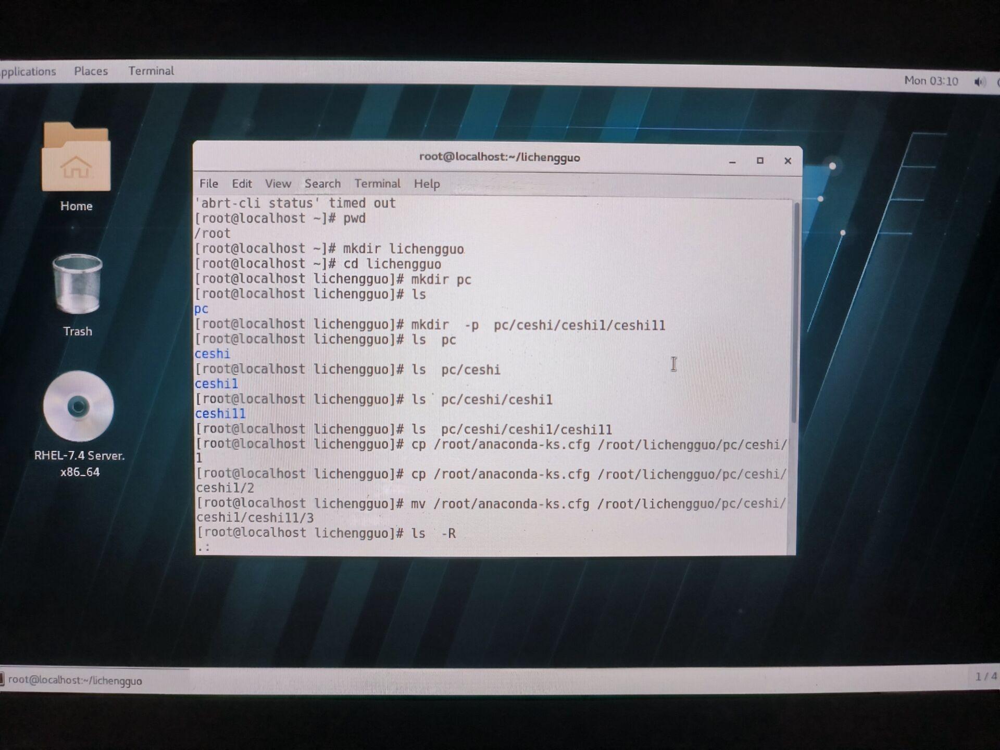 pplications Places Terminal
Mon 03:10
Home
Trash
RHEL-7.4 Server.
x86_64
root@localhost:~/lichengguo
File Edit View Search Terminal Help
'abrt-cli status' timed out
[root@localhost ~]# pwd
/root
[root@localhost ~]# mkdir lichengguo
[root@localhost ~]# cd lichengguo
[root@localhost lichengguo]# mkdir pc
[root@localhost lichengguo]# ls
pc
[root@localhost lichengguo]# mkdir  -p  pc/ceshi/ceshi1/ceshi11
[root@localhost lichengguo]# ls  pc
ceshi
[root@localhost lichengguo]# ls  pc/ceshi
ceshi1
[root@localhost lichengguo]# ls  pc/ceshi/ceshi1
ceshi11
[root@localhost lichengguo]# ls  pc/ceshi/ceshi1/ceshi11
[root@localhost lichengguo]# cp /root/anaconda-ks.cfg /root/lichengguo/pc/ceshi/
1
[root@localhost lichengguo]# cp /root/anaconda-ks.cfg /root/lichengguo/pc/ceshi/
ceshi1/2
[root@localhost lichengguo]# mv /root/anaconda-ks.cfg /root/lichengguo/pc/ceshi/
ceshi1/ceshi11/3
[root@localhost lichengguo]# ls  -R
.:
root@localhost:~/lichengguo
1 / 4